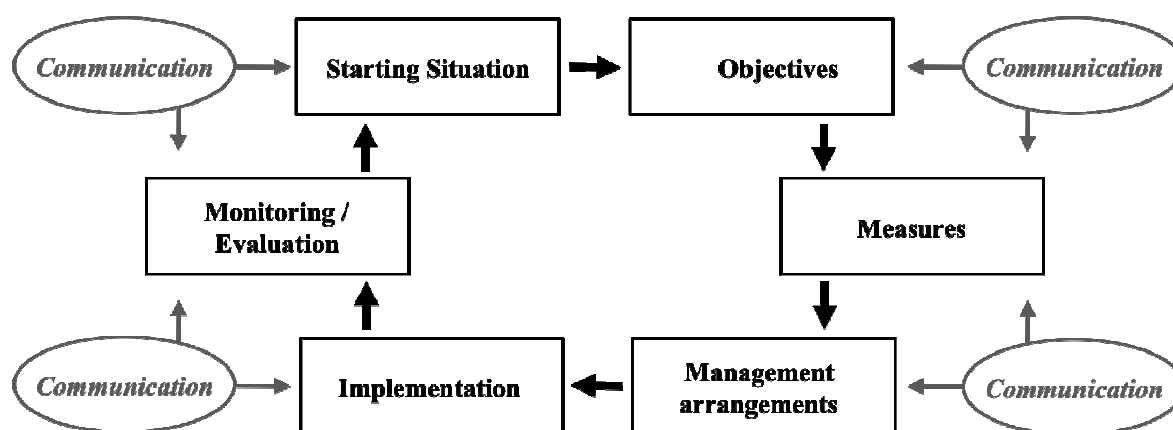 Communication
Starting Situation
Objectives
Communication
Monitoring /
Evaluation
Measures
Communication
Implementation
Management
arrangements
Communication